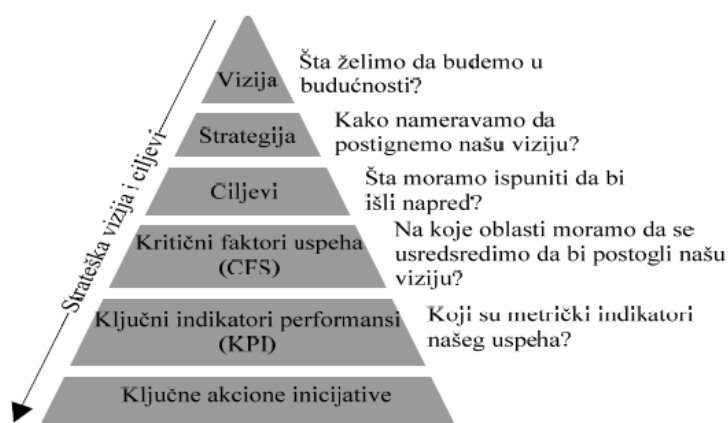 Vizija
Šta želimo da budemo u
budućnosti?
Strategija
Kako nameravamo da
postignemo našu viziju?
Ciljevi
Šta moramo ispuniti da bi
išli napred?
Kritični faktori uspeha
(CFS)
Na koje oblasti moramo da se
usredsredimo da bi postogli našu
viziju?
Ključni indikatori performansi
(KPI)
Koji su metrički indikatori
našeg uspeha?
Ključne akcione inicijative
Strateška vizija i ciljevi